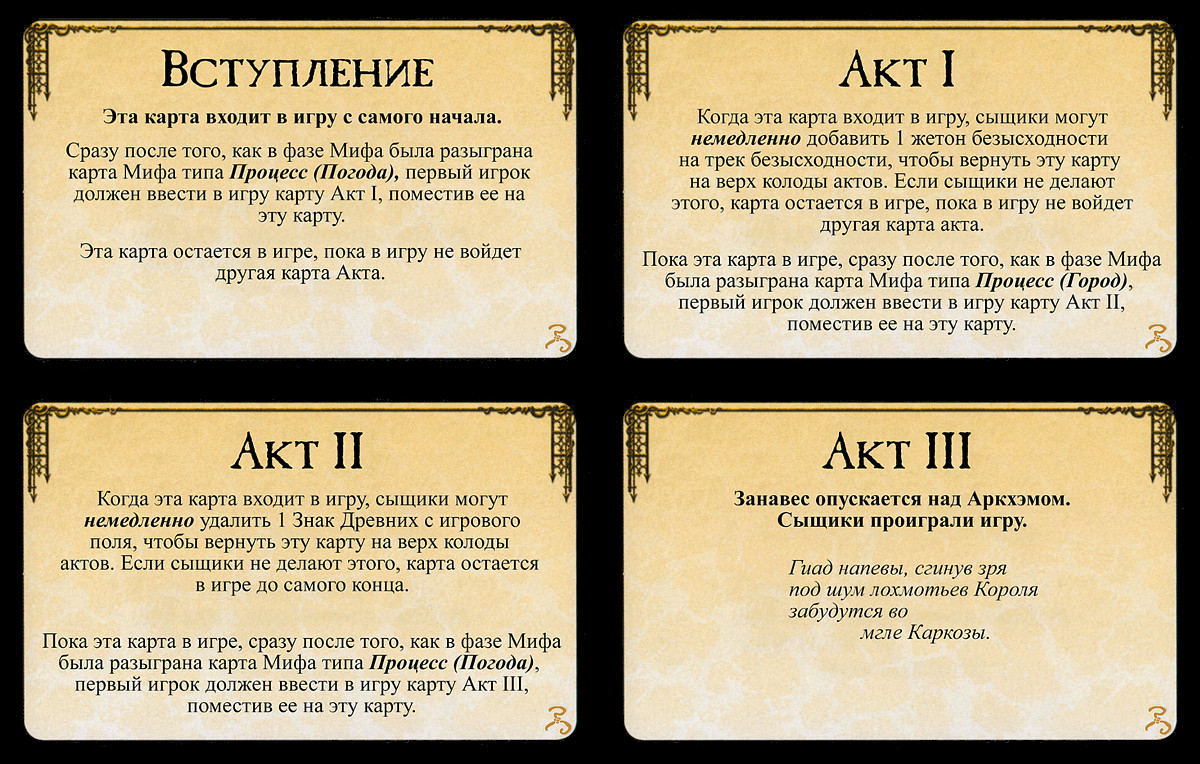 Вступление
Эта карта входит в игру с самого начала.
Сразу после того, как в фазе Мифа была разыграна
карта Мифа типа Процесс (Погода), первый игрок
должен ввести в игру карту Акт I, поместив ее на
эту карту.
Эта карта остается в игре, пока в игру не войдет
другая карта Акта.
Акт I
Когда эта карта входит в игру, сыщики могут
немедленно добавить 1 жетон безысходности
на трек безысходности, чтобы вернуть эту карту
на верх колоды актов. Если сыщики не делают
этого, карта остается в игре, пока в игру не войдет
другая карта акта.
Пока эта карта в игре, сразу после того, как в фазе Мифа
была разыграна карта Мифа типа Процесс (Город),
первый игрок должен ввести в игру карту Акт II,
поместив ее на эту карту.
Акт II
Когда эта карта входит в игру, сыщики могут
немедленно удалить 1 Знак Древних с игрового
поля, чтобы вернуть эту карту на верх колоды
актов. Если сыщики не делают этого, карта остается
в игре до самого конца.
Пока эта карта в игре, сразу после того, как в фазе Мифа
была разыграна карта Мифа типа Процесс (Погода),
первый игрок должен ввести в игру карту Акт III,
поместив ее на эту карту.
Акт III
Занавес опускается над Аркхэмом.
Сыщики проиграли игру.
Гиад напевы, сгинув зря
под шум лохмотьев Короля
забудутся во
мгле Каркозы.